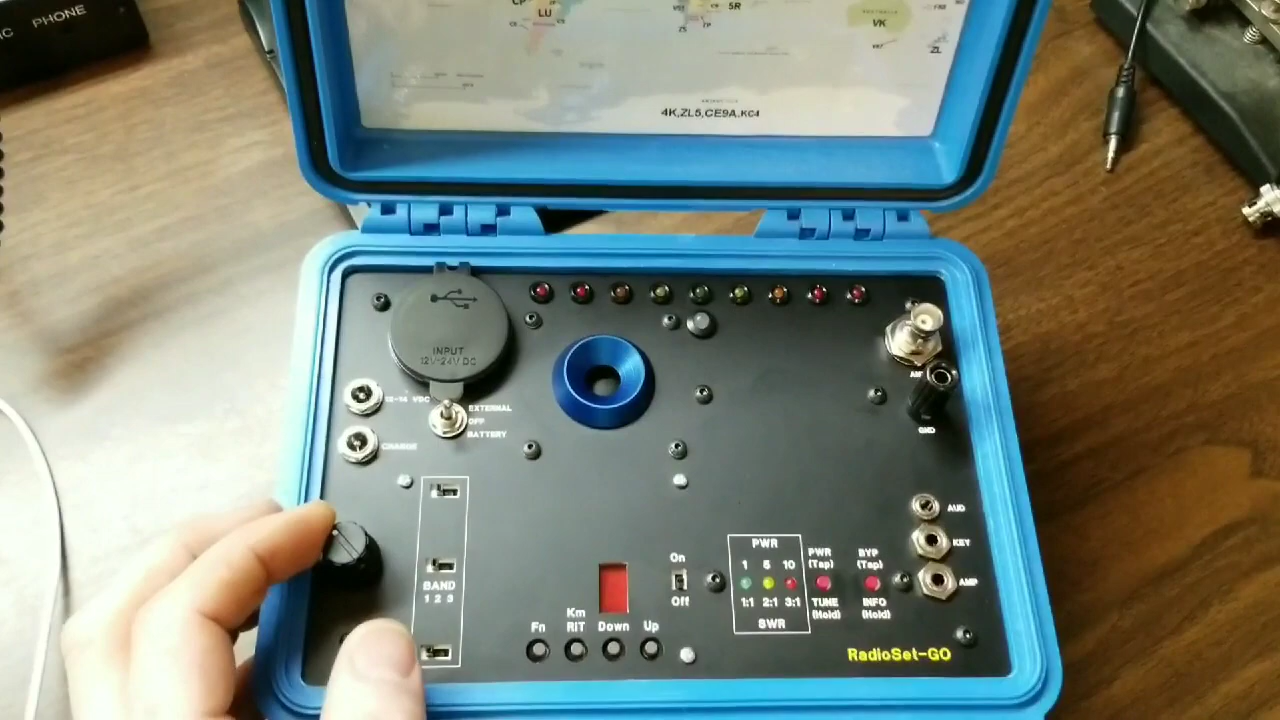 PHONE
LU
5R
VK
ZL
4K,ZL5,CE9A,KC4
INPUT
12V-24V DC
12-14 VDC
EXTERNAL
OFF
BATTERY
CHARGE
GND
AUD
KEY
AMP
BAND
1 2 3
Fn
Km
RIT
Down
Up
On
Off
PWR
1 5 10
1:1 2:1 3:1
SWR
PWR
(Tap)
TUNE
(Hold)
BYP
(Tap)
INFO
(Hold)
RadioSet-GO